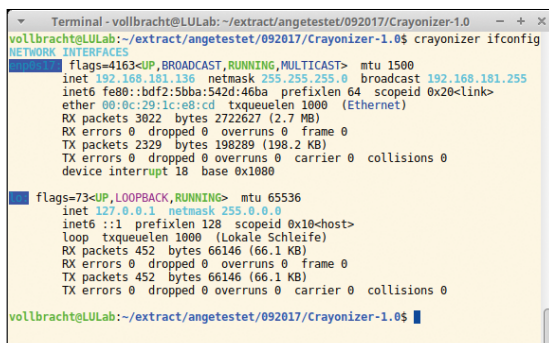 Terminal - vollbracht@LULab: ~/extract/angetestet/092017/Crayonizer-1.0
vollbracht@LULab:~/extract/angetestet/092017/Crayonizer-1.0$ crayonizer ifconfig
NETWORK INTERFACES
enp0s17: flags=4163<UP,BROADCAST,RUNNING,MULTICAST> mtu 1500
inet 192.168.181.136 netmask 255.255.255.0 broadcast 192.168.181.255
inet6 fe80::bdf2:5bba:542d:46ba prefixlen 64 scopeid 0x20<link>
ether 00:0c:29:1c:e8:cd txqueuelen 1000 (Ethernet)
RX packets 3022 bytes 2722627 (2.7 MB)
RX errors 0 dropped 0 overruns 0 frame 0
TX packets 2329 bytes 198289 (198.2 KB)
TX errors 0 dropped 0 overruns 0 carrier 0 collisions 0
device interrupt 18 base 0x1080
lo: flags=73<UP,LOOPBACK,RUNNING> mtu 65536
inet 127.0.0.1 netmask 255.0.0.0
inet6 ::1 prefixlen 128 scopeid 0x10<host>
loop txqueuelen 1000 (Lokale Schleife)
RX packets 452 bytes 66146 (66.1 KB)
RX errors 0 dropped 0 overruns 0 frame 0
TX packets 452 bytes 66146 (66.1 KB)
TX errors 0 dropped 0 overruns 0 carrier 0 collisions 0
vollbracht@LULab:~/extract/angetestet/092017/Crayonizer-1.0$